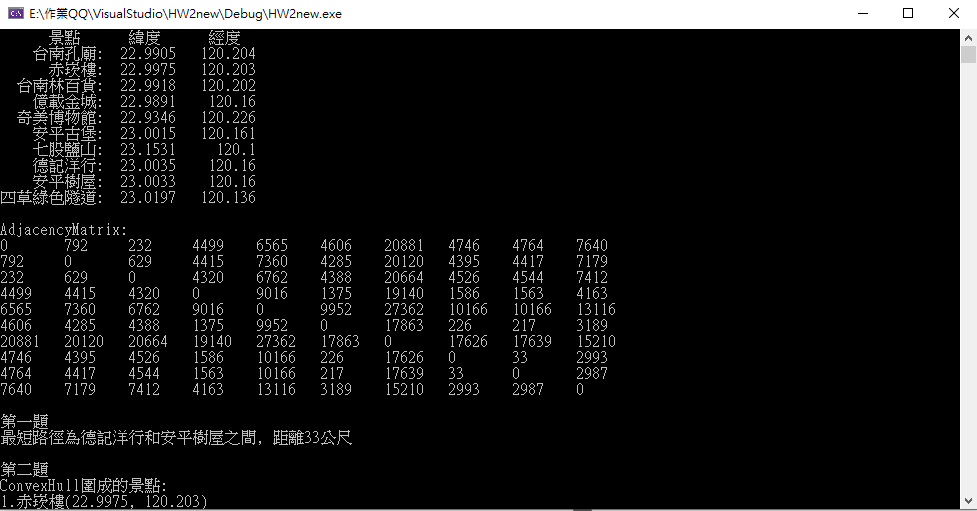 E:\作業QQ\VisualStudio\HW2new\Debug\HW2new.exe
景點 緯度 經度
台南孔廟: 22.9905 120.204
赤崁樓: 22.9975 120.203
台南林百貨: 22.9918 120.202
億載金城: 22.9891 120.16
奇美博物館: 22.9346 120.226
安平古堡: 23.0015 120.161
七股鹽山: 23.1531 120.1
德記洋行: 23.0035 120.16
安平樹屋: 23.0033 120.16
四草綠色隧道: 23.0197 120.136
AdjacencyMatrix:
0 792 232 4499 6565 4606 20881 4746 4764 7640
792 0 629 4415 7360 4285 20120 4395 4417 7179
232 629 0 4320 6762 4388 20664 4526 4544 7412
4499 4415 4320 0 9016 1375 19140 1586 1563 4163
6565 7360 6762 9016 0 9952 27362 10166 10166 13116
4606 4285 4388 1375 9952 0 17863 226 217 3189
20881 20120 20664 19140 27362 17863 0 17626 17639 15210
4746 4395 4526 1586 10166 226 17626 0 33 2993
4764 4417 4544 1563 10166 217 17639 33 0 2987
7640 7179 7412 4163 13116 3189 15210 2993 2987 0
第一題
最短路徑為德記洋行和安平樹屋之間, 距離33公尺
第二題
ConvexHull圍成的景點:
1.赤崁樓(22.9975, 120.203)